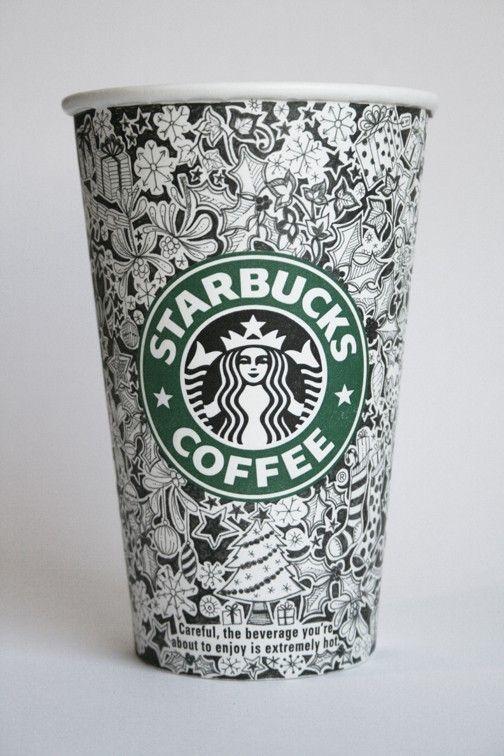 STARBUCKS
COFFEE
Careful, the beverage you're
about to enjoy is extremely hot.